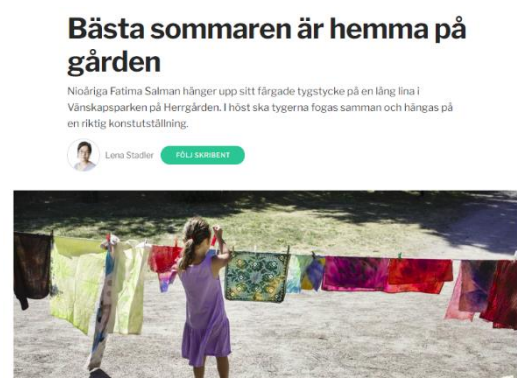 Bästa sommaren är hemma på
gården
Nioåriga Fatima Salman hänger upp sitt färgade tygstycke på en lång lina i
Vänskapsparken på Herrgården. I höst ska tygerna fogas samman och hängas på
en riktig konstutställning.
Lena Stadler
FÖLJ SKRIBENT